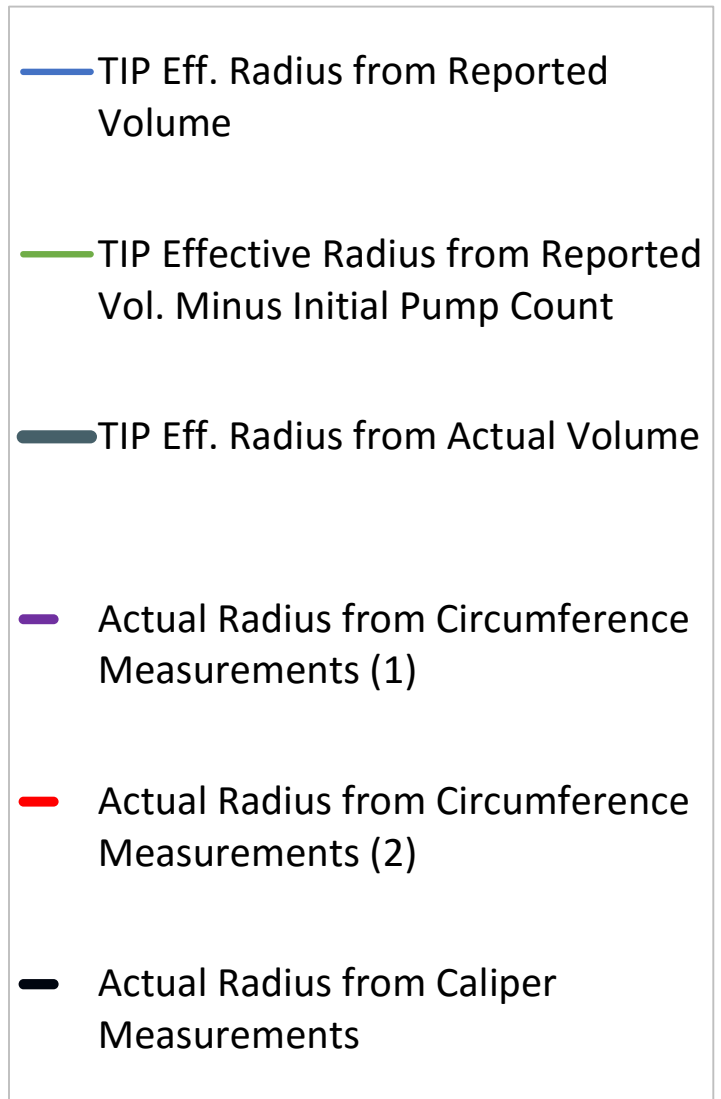 TIP Eff. Radius from Reported
Volume
TIP Effective Radius from Reported
Vol. Minus Initial Pump Count
TIP Eff. Radius from Actual Volume
Actual Radius from Circumference
Measurements (1)
Actual Radius from Circumference
Measurements (2)
Actual Radius from Caliper
Measurements